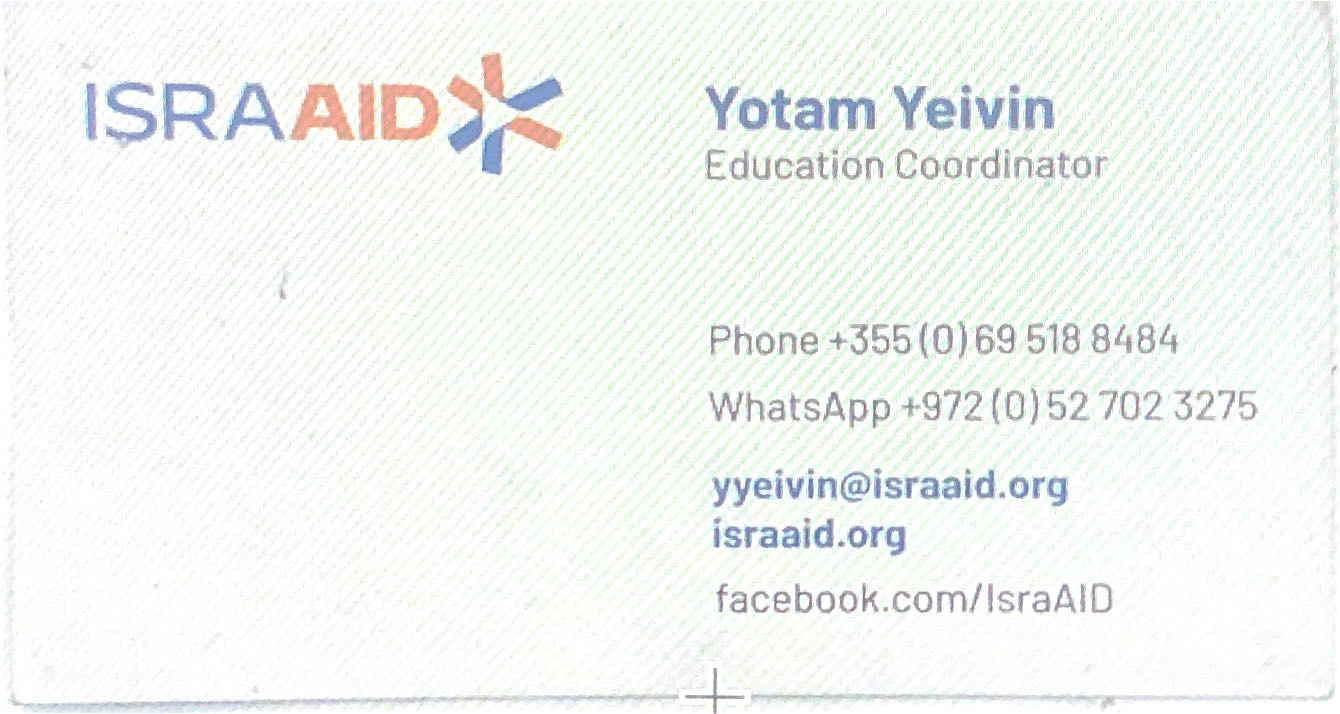 ISRAAID
Yotam Yeivin
Education Coordinator
Phone +355(0)69 518 8484
WhatsApp +972(0)52 702 3275
yyeivin@israaid.org
israaid.org
facebook.com/IsraAID